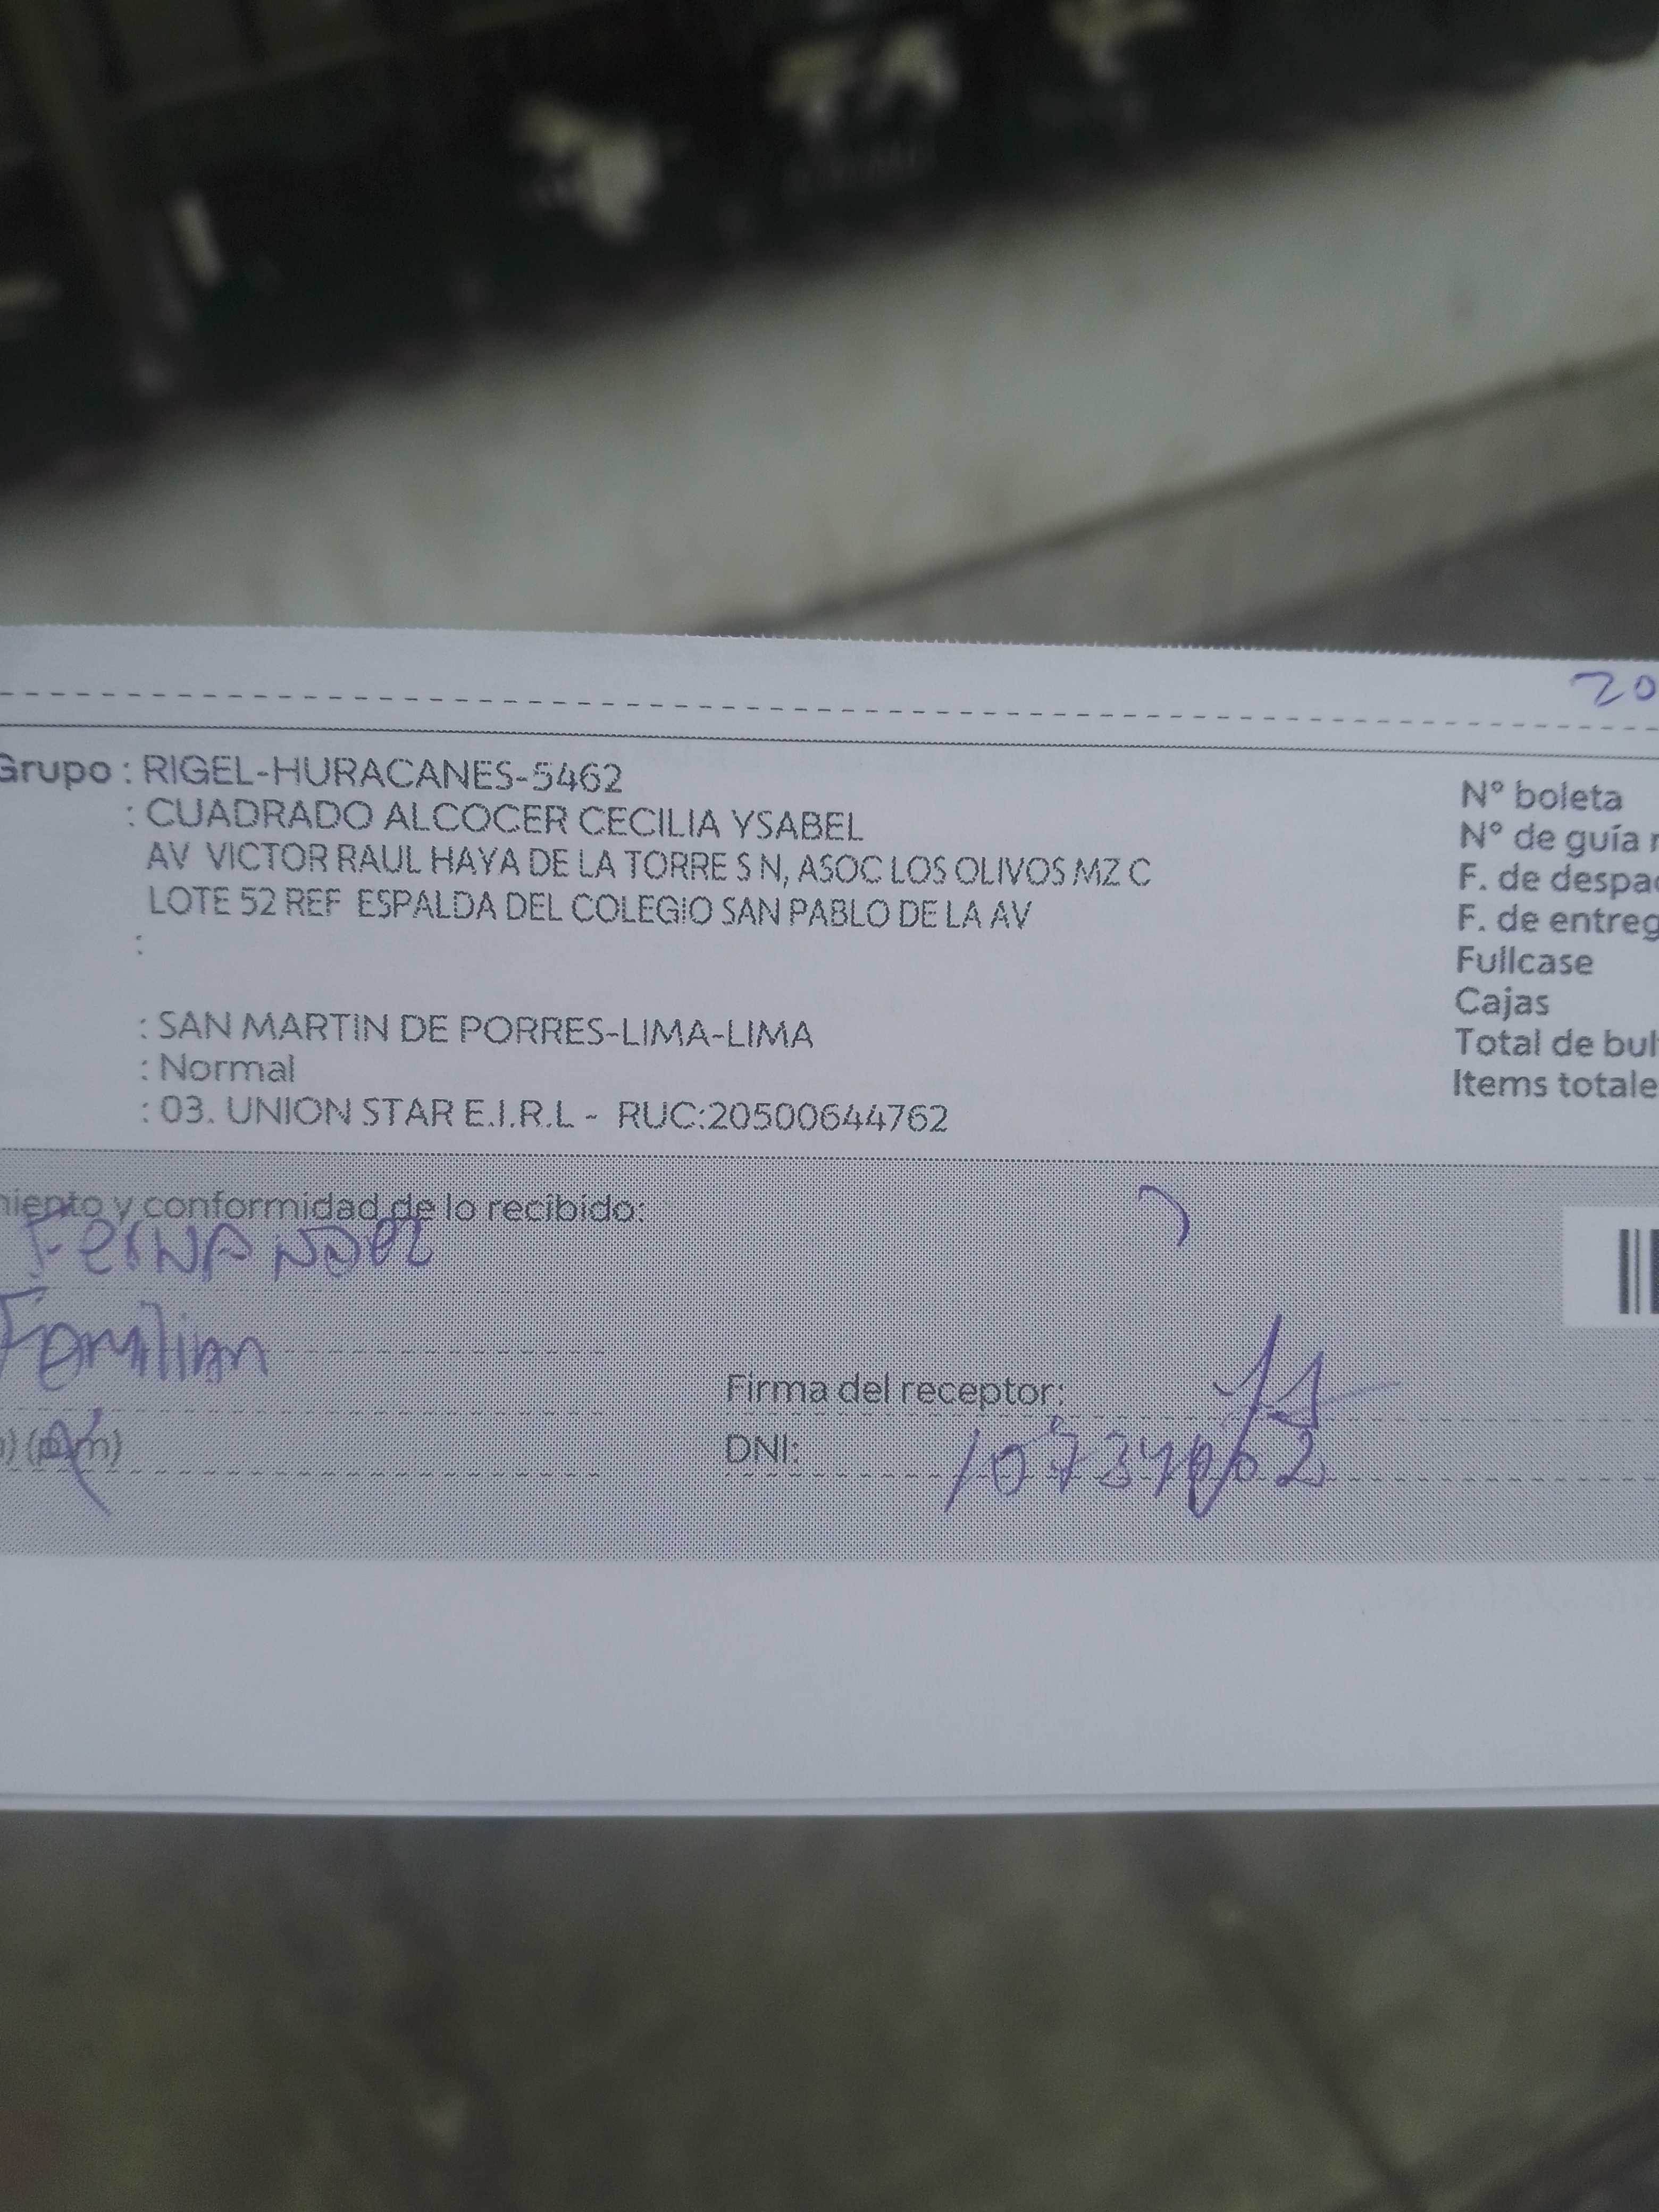 20
Grupo : RIGEL-HURACANES-5462
: CUADRADO ALCOCER CECILIA YSABEL
AV VICTOR RAUL HAYA DE LA TORRE S N, ASOC LOS OLIVOS MZ C
LOTE 52 REF ESPALDA DEL COLEGIO SAN PABLO DE LA AV
:
: SAN MARTIN DE PORRES-LIMA-LIMA
: Normal
: 03. UNION STAR E.I.R.L - RUC:20500644762
N° boleta
N° de guía r
F. de despac
F. de entreg
Fullcase
Cajas
Total de bul
Items totale
miento y conformidad de lo recibido:
Fernandez
Familiar
Firma del receptor:
) (p.m)
DNI: